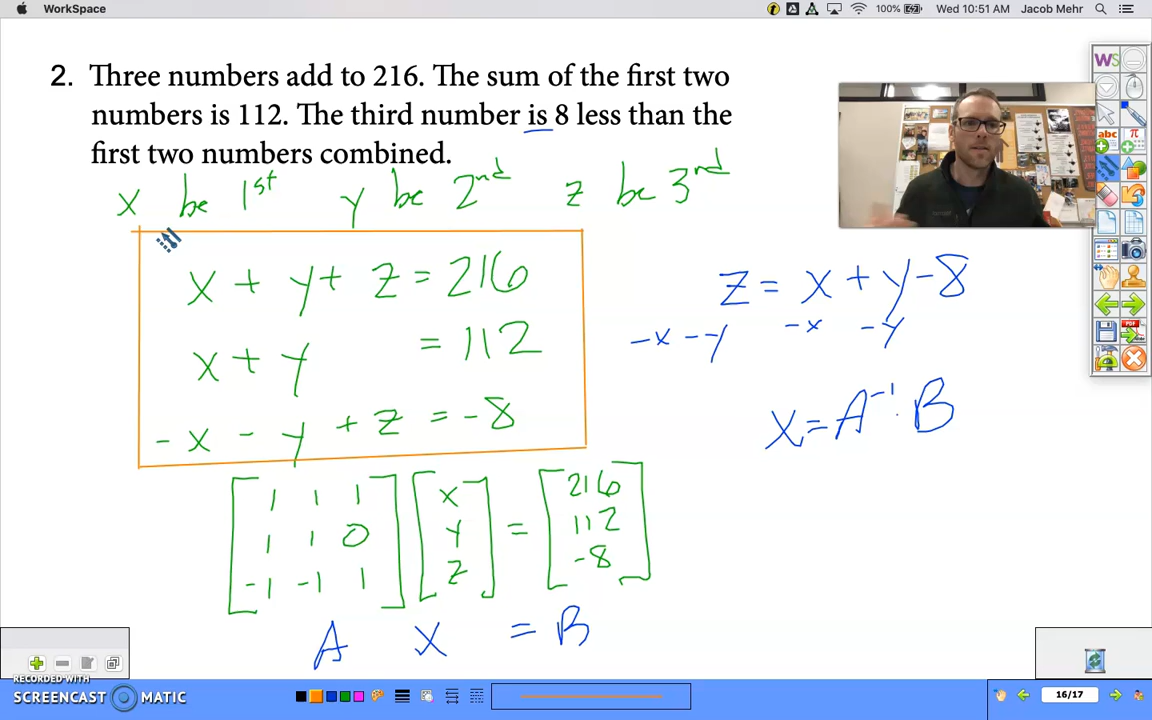 WorkSpace
100% Wed 10:51 AM Jacob Mehr
2. Three numbers add to 216. The sum of the first two
numbers is 112. The third number is 8 less than the
first two numbers combined.
x be 1st y be 2nd z be 3rd
x + y + z = 216
x + y = 112
- x - y + z = -8
z = x + y - 8
-x -y -x -y
X = A⁻¹ · B
[1 1 1
1 1 0
-1 -1 1]
[x
y
z]
=
[216
112
-8]
A X = B
WS
abc
π
PDF
RECORDED WITH
SCREENCAST MATIC
16/17